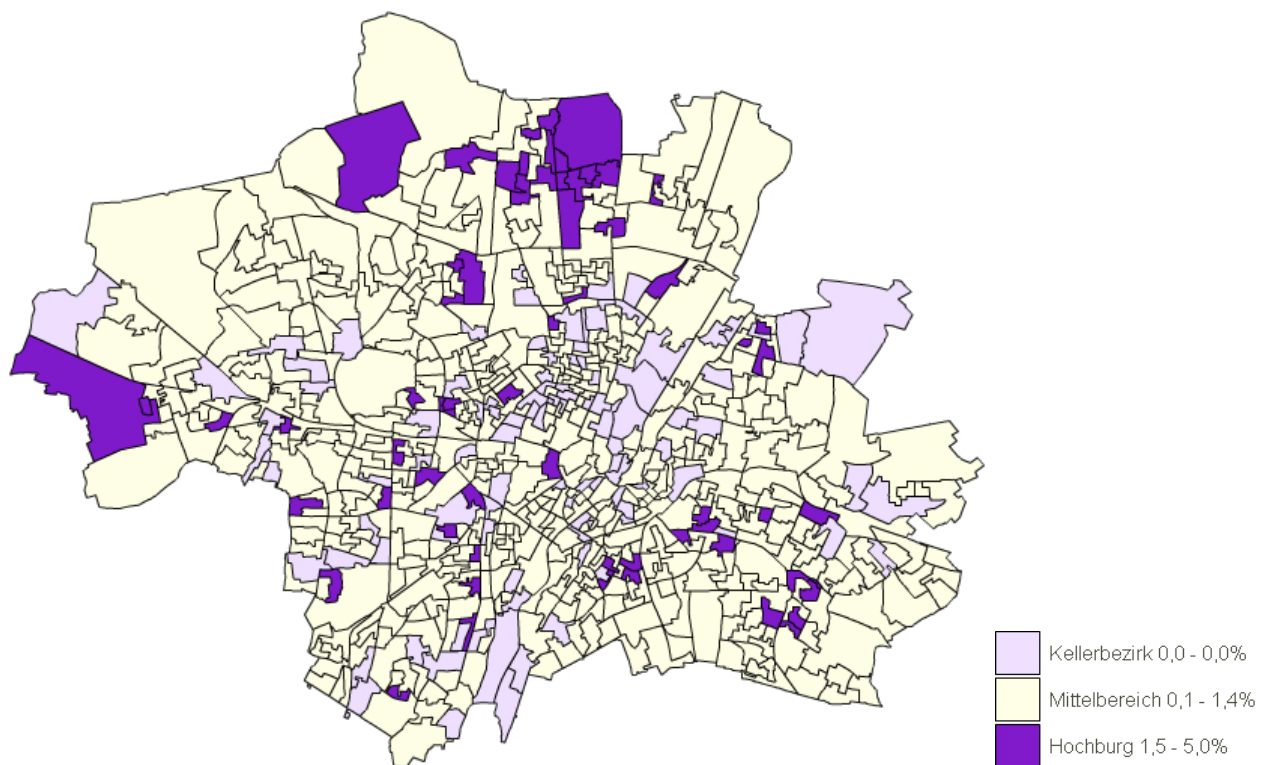 Kellerbezirk 0,0 - 0,0%
Mittelbereich 0,1 - 1,4%
Hochburg 1,5 - 5,0%